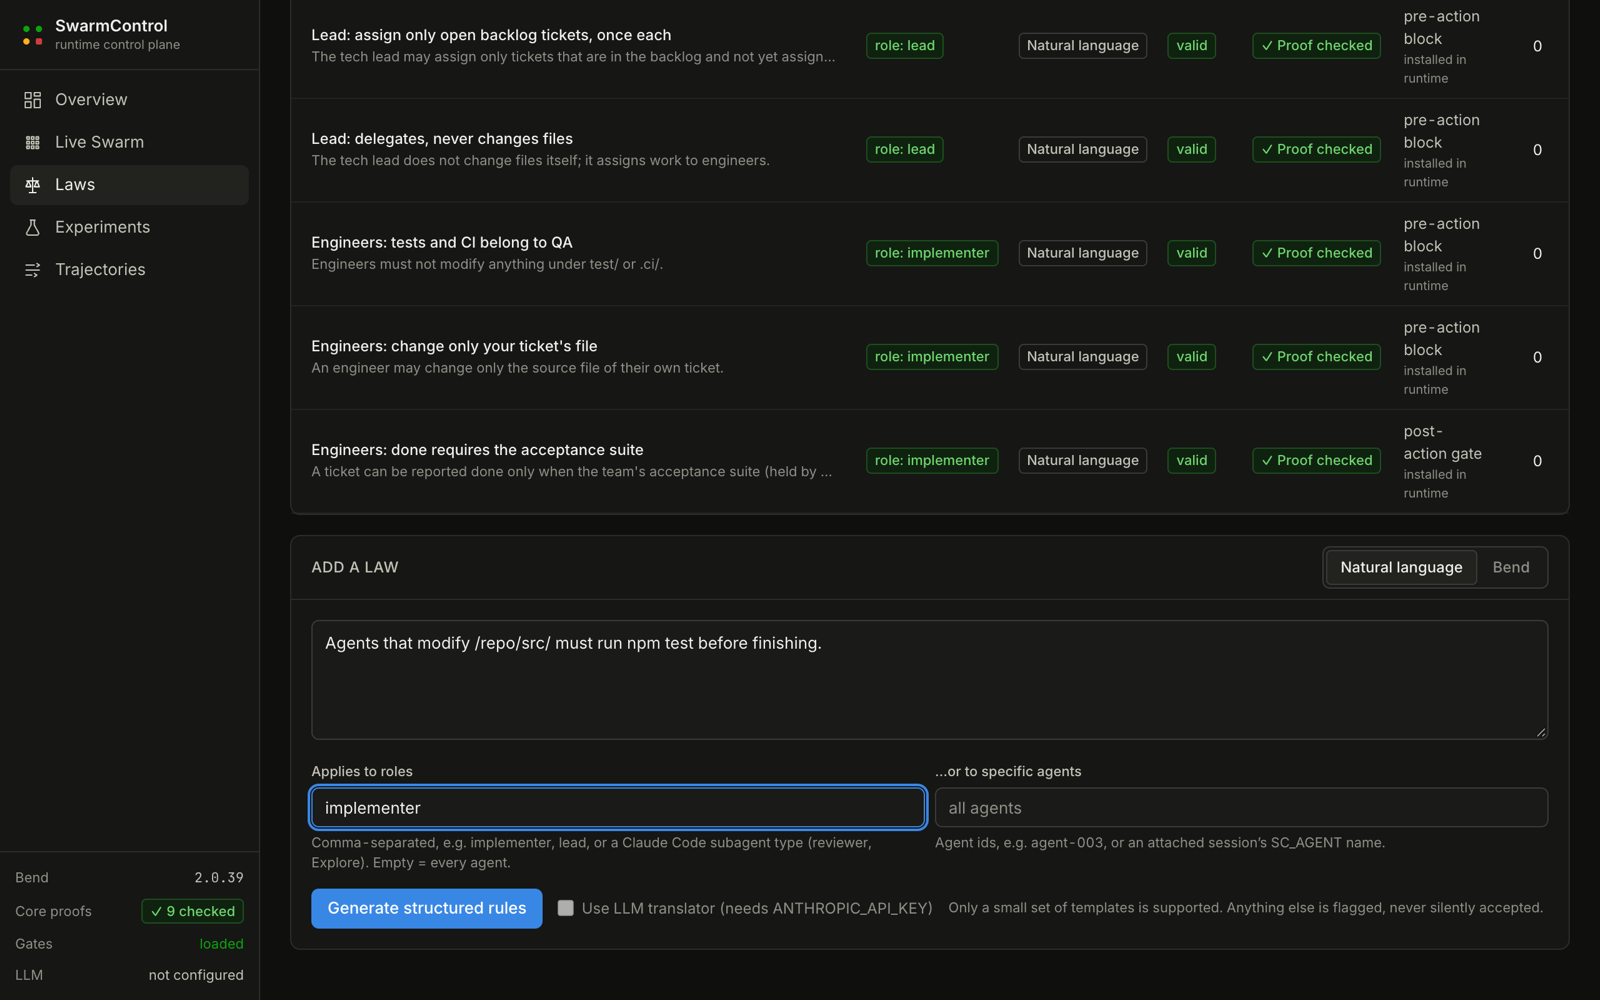 SwarmControl
runtime control plane
Overview
Live Swarm
Laws
Experiments
Trajectories
Bend 2.0.39
Core proofs ✓ 9 checked
Gates loaded
LLM not configured
Lead: assign only open backlog tickets, once each
The tech lead may assign only tickets that are in the backlog and not yet assign...
role: lead
Natural language
valid
✓ Proof checked
pre-action
block
installed in
runtime
0
Lead: delegates, never changes files
The tech lead does not change files itself; it assigns work to engineers.
role: lead
Natural language
valid
✓ Proof checked
pre-action
block
installed in
runtime
0
Engineers: tests and CI belong to QA
Engineers must not modify anything under test/ or .ci/.
role: implementer
Natural language
valid
✓ Proof checked
pre-action
block
installed in
runtime
0
Engineers: change only your ticket's file
An engineer may change only the source file of their own ticket.
role: implementer
Natural language
valid
✓ Proof checked
pre-action
block
installed in
runtime
0
Engineers: done requires the acceptance suite
A ticket can be reported done only when the team's acceptance suite (held by ...
role: implementer
Natural language
valid
✓ Proof checked
post-
action gate
installed in
runtime
0
ADD A LAW
Natural language
Bend
Agents that modify /repo/src/ must run npm test before finishing.
Applies to roles
implementer
Comma-separated, e.g. implementer, lead, or a Claude Code subagent type (reviewer,
Explore). Empty = every agent.
...or to specific agents
all agents
Agent ids, e.g. agent-003, or an attached session's SC_AGENT name.
Generate structured rules
Use LLM translator (needs ANTHROPIC_API_KEY)
Only a small set of templates is supported. Anything else is flagged, never silently accepted.